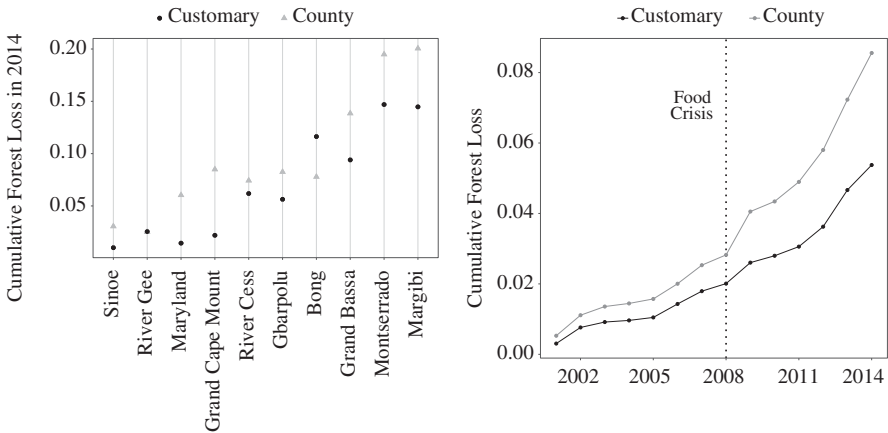 Customary County
Cumulative Forest Loss in 2014
0.20
0.15
0.10
0.05
Sinoe
River Gee
Maryland
Grand Cape Mount
River Cess
Gbarpolu
Bong
Grand Bassa
Montserrado
Margibi
Customary County
Cumulative Forest Loss
0.08
0.06
0.04
0.02
0.00
Food
Crisis
2002 2005 2008 2011 2014